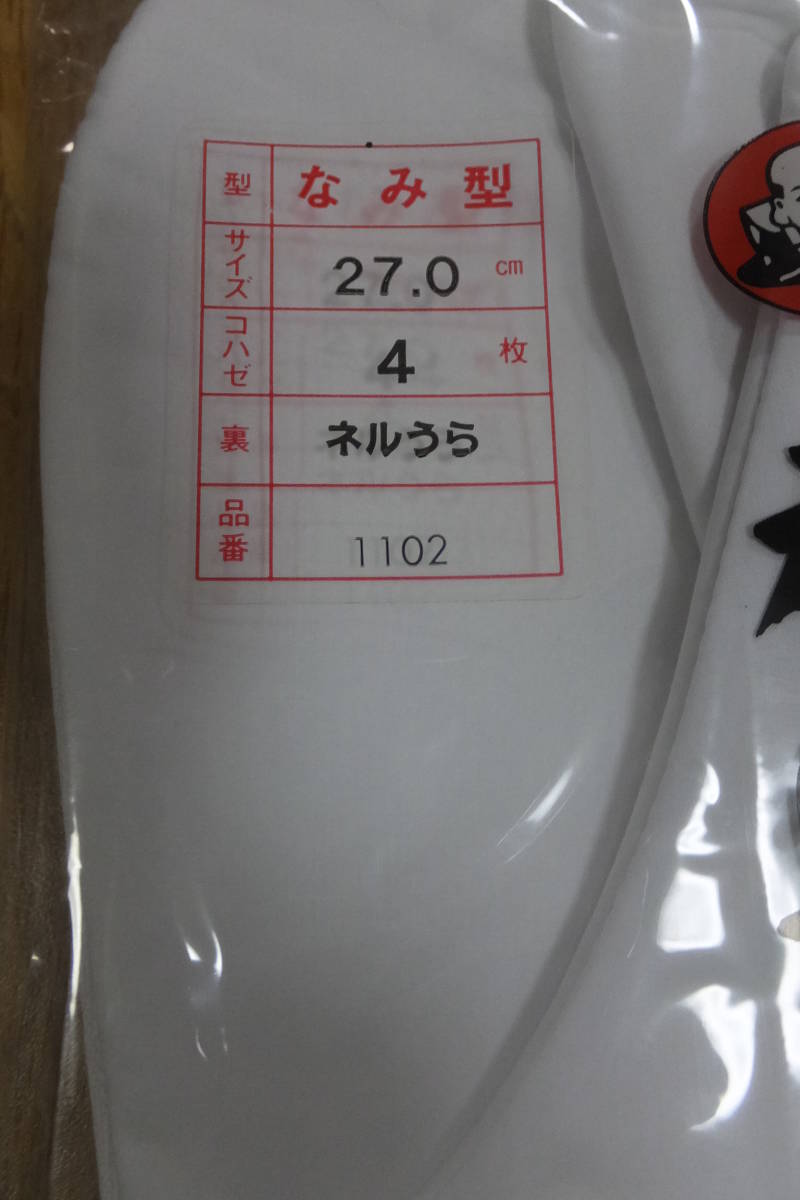 型 なみ型
サイズ 27.0 cm
コハゼ 4 枚
裏 ネルうら
品番 1102